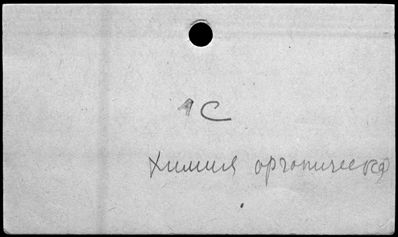 1C
химия органическая